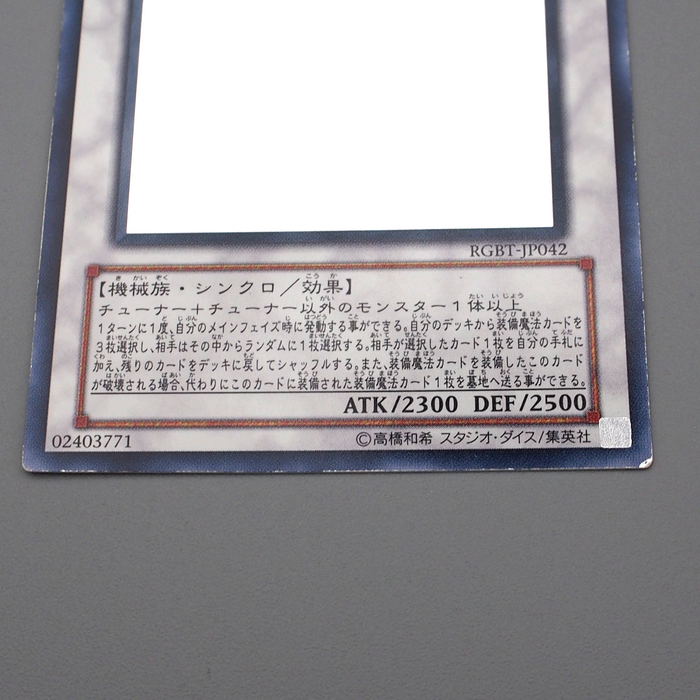 RGBT-JP042
【機械族・シンクロ／効果】
チューナー＋チューナー以外のモンスター１体以上
１ターンに１度、自分のメインフェイズ時に発動する事ができる。自分のデッキから装備魔法カードを
３枚選択し、相手はその中からランダムに１枚選択する。相手が選択したカード１枚を自分の手札に
加え、残りのカードをデッキに戻してシャッフルする。また、装備魔法カードを装備したこのカード
が破壊される場合、代わりにこのカードに装備された装備魔法カード１枚を墓地へ送る事ができる。
ATK/2300 DEF/2500
02403771
©高橋和希 スタジオ・ダイス/集英社